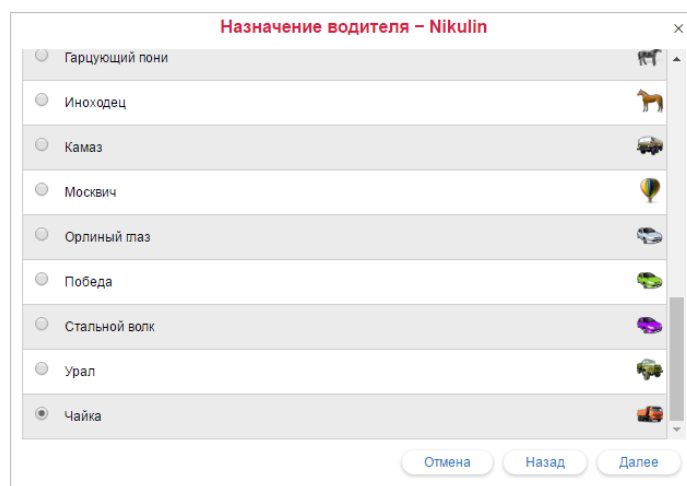 Назначение водителя – Nikulin
Гарцующий пони
Иноходец
Камаз
Москвич
Орлиный глаз
Победа
Стальной волк
Урал
Чайка
Отмена Назад Далее